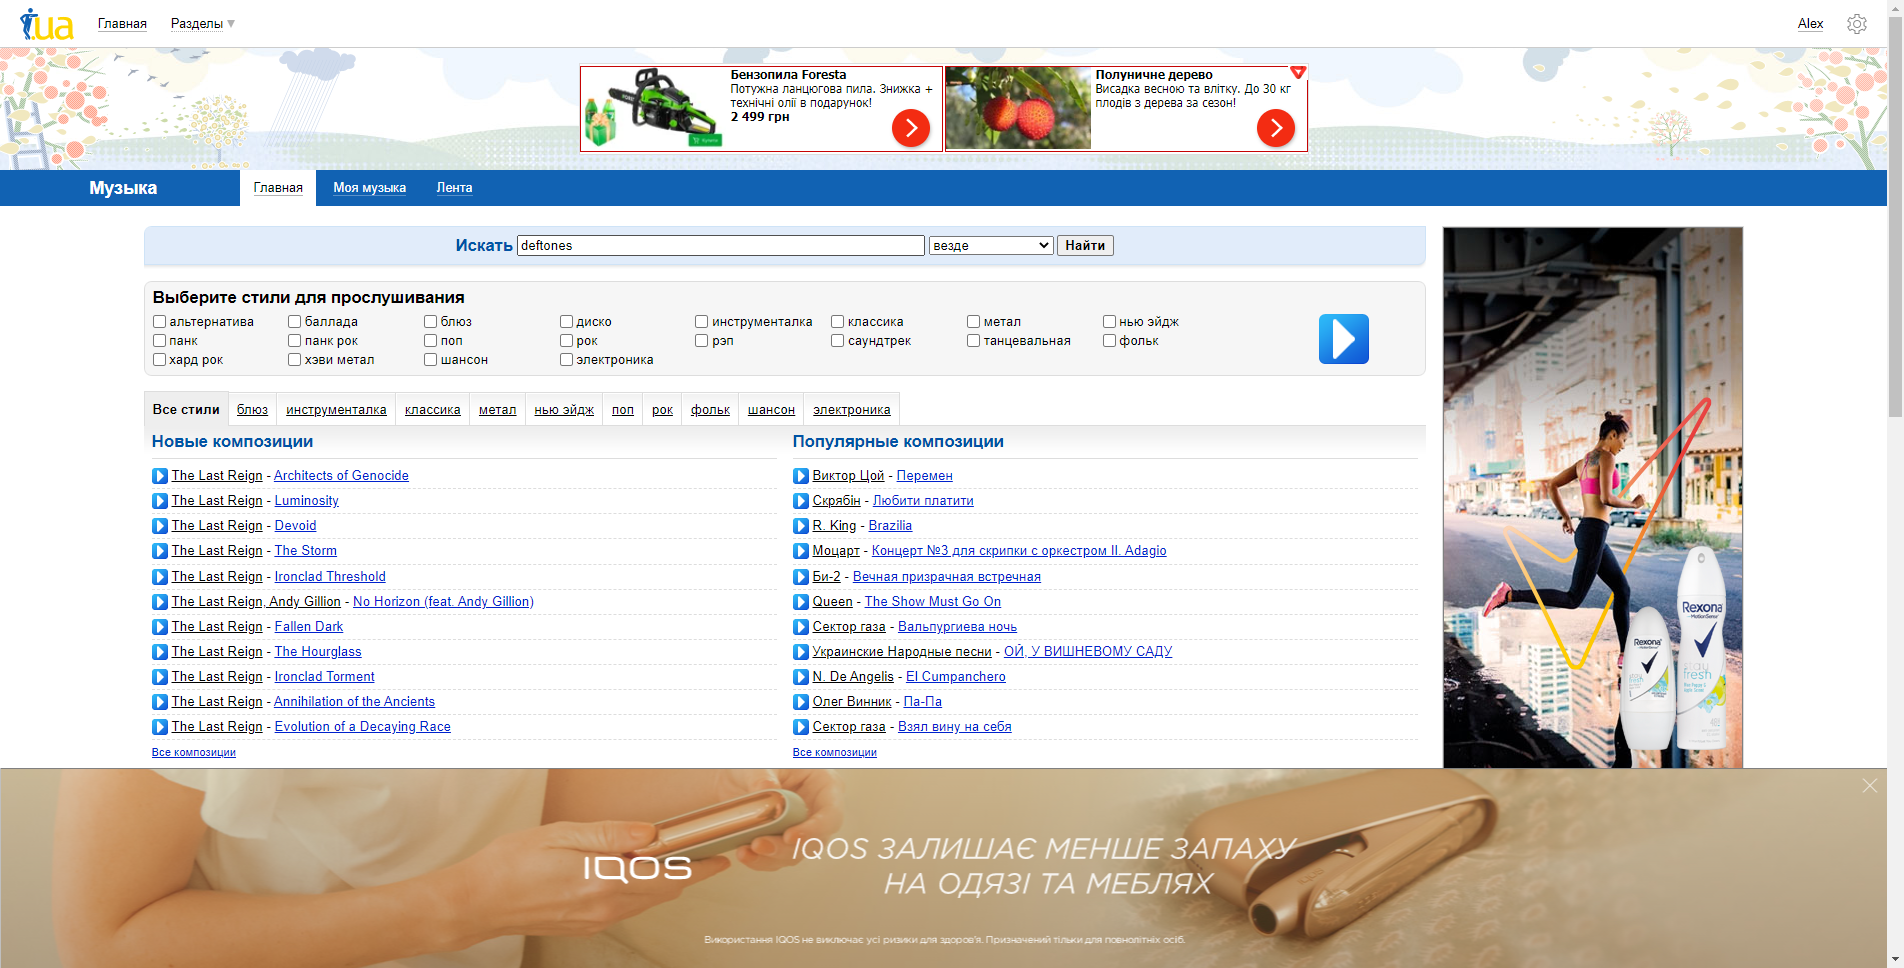 i.ua
Главная
Разделы
Alex
Бензопила Foresta
Потужна ланцюгова пила. Знижка +
технічні олії в подарунок!
2 499 грн
Полуничне дерево
Висадка весною та влітку. До 30 кг
плодів з дерева за сезон!
Музыка
Главная
Моя музыка
Лента
Искать
deftones
везде
Найти
Выберите стили для прослушивания
альтернатива
баллада
блюз
диско
инструменталка
классика
метал
нью эйдж
панк
панк рок
поп
рок
рэп
саундтрек
танцевальная
фольк
хард рок
хэви метал
шансон
электроника
Все стили
блюз
инструменталка
классика
метал
нью эйдж
поп
рок
фольк
шансон
электроника
Новые композиции
The Last Reign - Architects of Genocide
The Last Reign - Luminosity
The Last Reign - Devoid
The Last Reign - The Storm
The Last Reign - Ironclad Threshold
The Last Reign, Andy Gillion - No Horizon (feat. Andy Gillion)
The Last Reign - Fallen Dark
The Last Reign - The Hourglass
The Last Reign - Ironclad Torment
The Last Reign - Annihilation of the Ancients
The Last Reign - Evolution of a Decaying Race
Все композиции
Популярные композиции
Виктор Цой - Перемен
Скрябін - Любити платити
R. King - Brazilia
Моцарт - Концерт №3 для скрипки с оркестром II. Adagio
Би-2 - Вечная призрачная встречная
Queen - The Show Must Go On
Сектор газа - Вальпургиева ночь
Украинские Народные песни - ОЙ, У ВИШНЕВОМУ САДУ
N. De Angelis - El Cumpanchero
Олег Винник - Па-Па
Сектор газа - Взял вину на себя
Все композиции
Rexona
MotionSense
stay
fresh
Rexona
stay
fresh
IQOS
IQOS ЗАЛИШАЄ МЕНШЕ ЗАПАХУ
НА ОДЯЗІ ТА МЕБЛЯХ
Використання IQOS не виключає усі ризики для здоров'я. Призначений тільки для повнолітніх осіб.